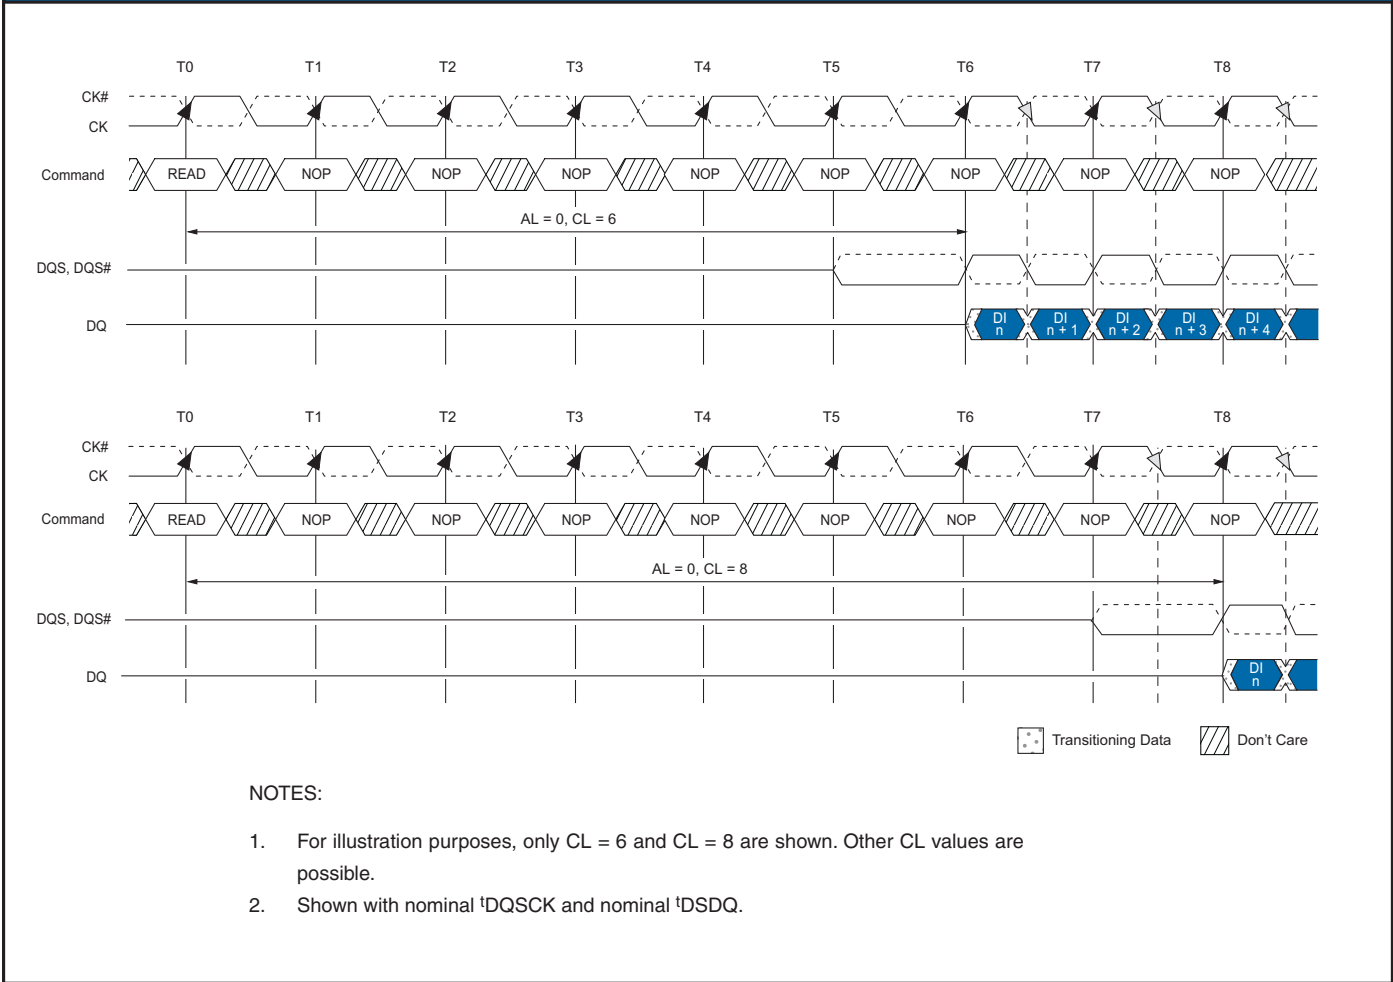 T0 T1 T2 T3 T4 T5 T6 T7 T8
CK#
CK
Command READ NOP NOP NOP NOP NOP NOP NOP NOP
AL = 0, CL = 6
DQS, DQS#
DQ DI n DI n + 1 DI n + 2 DI n + 3 DI n + 4
T0 T1 T2 T3 T4 T5 T6 T7 T8
CK#
CK
Command READ NOP NOP NOP NOP NOP NOP NOP NOP
AL = 0, CL = 8
DQS, DQS#
DQ DI n
Transitioning Data Don't Care
NOTES:
1. For illustration purposes, only CL = 6 and CL = 8 are shown. Other CL values are
possible.
2. Shown with nominal tDQSCK and nominal tDSDQ.